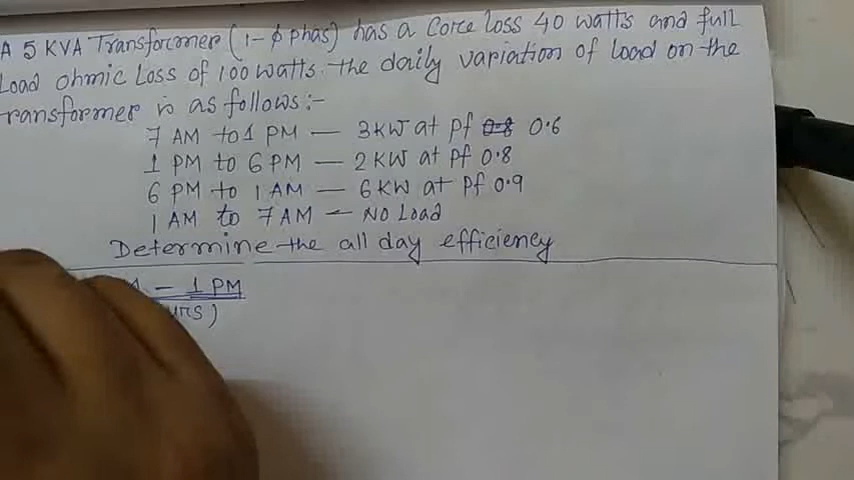 A 5 KVA Transformer (1-ϕ phas) has a Core loss 40 watts and full
Load ohmic Loss of 100 watts. the daily variation of load on the
transformer is as follows:-
7 AM to 1 PM — 3KW at pf 0.8 0.6
1 PM to 6 PM — 2 KW at pf 0.8
6 PM to 1 AM — 6 KW at pf 0.9
1 AM to 7 AM — No Load
Determine the all day efficiency
— 1 PM